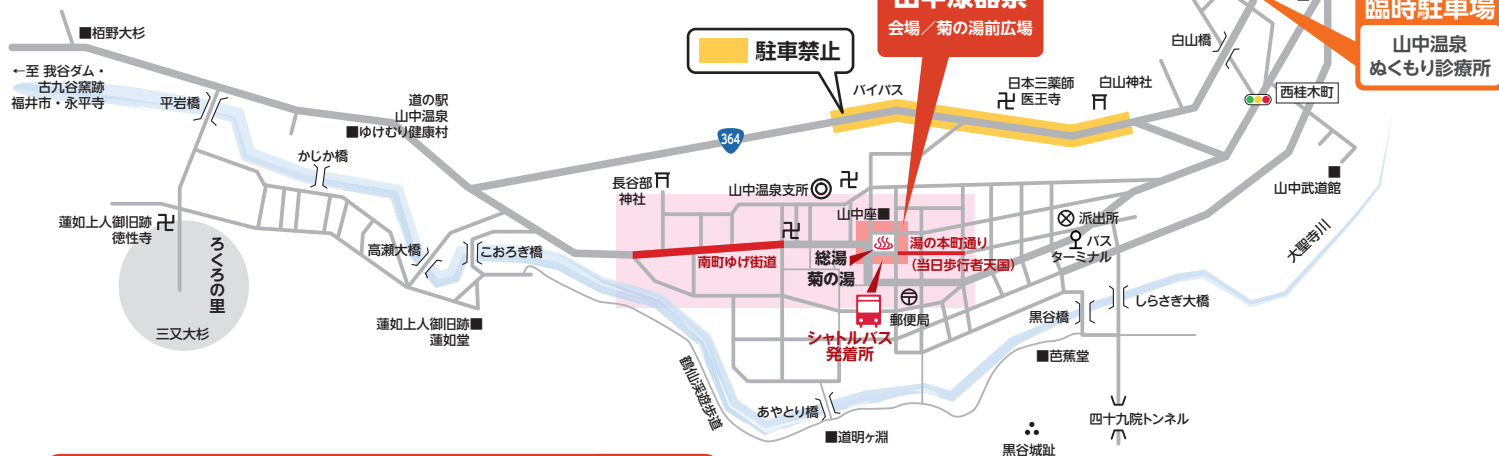 山中漆器祭
会場／菊の湯前広場
臨時駐車場
山中温泉
ぬくもり診療所
■栢野大杉
駐車禁止
白山橋
←至 我谷ダム・
古九谷窯跡
福井市・永平寺
平岩橋
道の駅
山中温泉
■ゆけむり健康村
バイパス
日本三薬師
医王寺
白山神社
西桂木町
364
かじか橋
長谷部
神社
山中温泉支所
山中座■
山中武道館
蓮如上人御旧跡
徳性寺
ろくろの里
三又大杉
高瀬大橋
こおろぎ橋
南町ゆげ街道
総湯
菊の湯
湯の本町通り
(当日歩行者天国)
派出所
バス
ターミナル
大聖寺川
蓮如上人御旧跡■
蓮如堂
シャトルバス
発着所
郵便局
黒谷橋
しらさぎ大橋
■芭蕉堂
鶴仙渓遊歩道
あやとり橋
■道明ヶ淵
四十九院トンネル
黒谷城趾